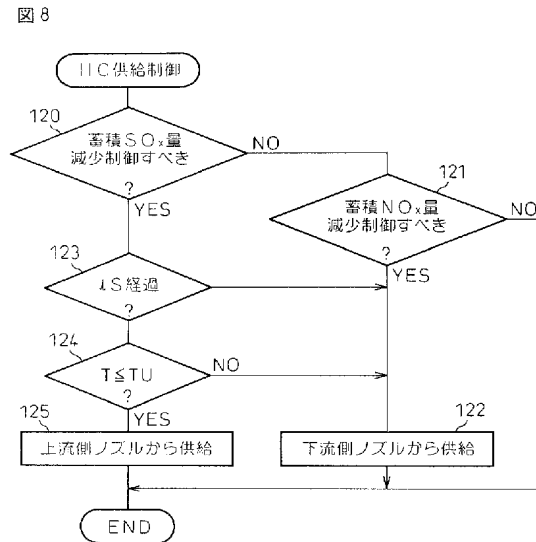 図8
HC供給制御
120
蓄積SOx量
減少制御すべき
?
NO
YES
121
蓄積NOx量
減少制御すべき
?
NO
YES
123
tS経過
?
124
T≦TU
?
NO
YES
125
上流側ノズルから供給
122
下流側ノズルから供給
END